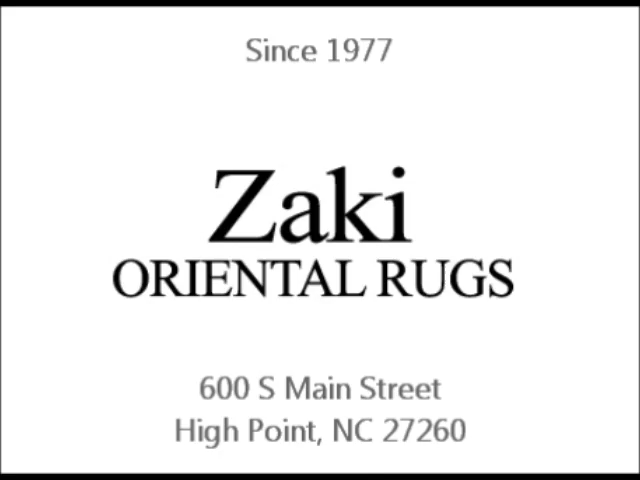 Since 1977
Zaki
ORIENTAL RUGS
600 S Main Street
High Point, NC 27260